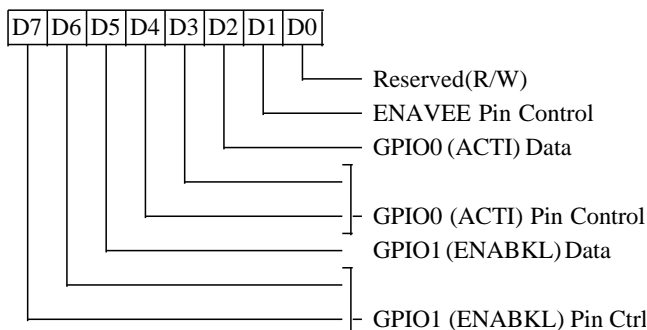 D7 D6 D5 D4 D3 D2 D1 D0
Reserved(R/W)
ENAVEE Pin Control
GPIO0 (ACTI) Data
GPIO0 (ACTI) Pin Control
GPIO1 (ENABKL) Data
GPIO1 (ENABKL) Pin Ctrl